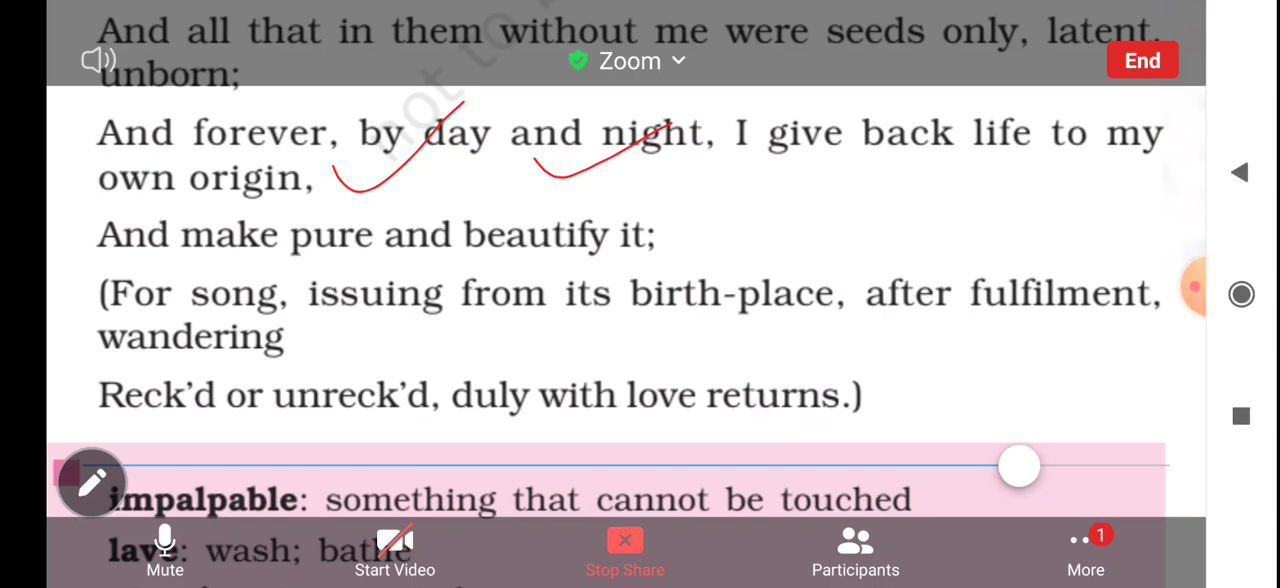 And all that in them without me were seeds only, latent,
Zoom
End
unborn;
not to b
And forever, by day and night, I give back life to my
own origin,
And make pure and beautify it;
(For song, issuing from its birth-place, after fulfilment,
wandering
Reck'd or unreck'd, duly with love returns.)
impalpable: something that cannot be touched
lave: wash; bathe
1
Mute
Start Video
Stop Share
Participants
More